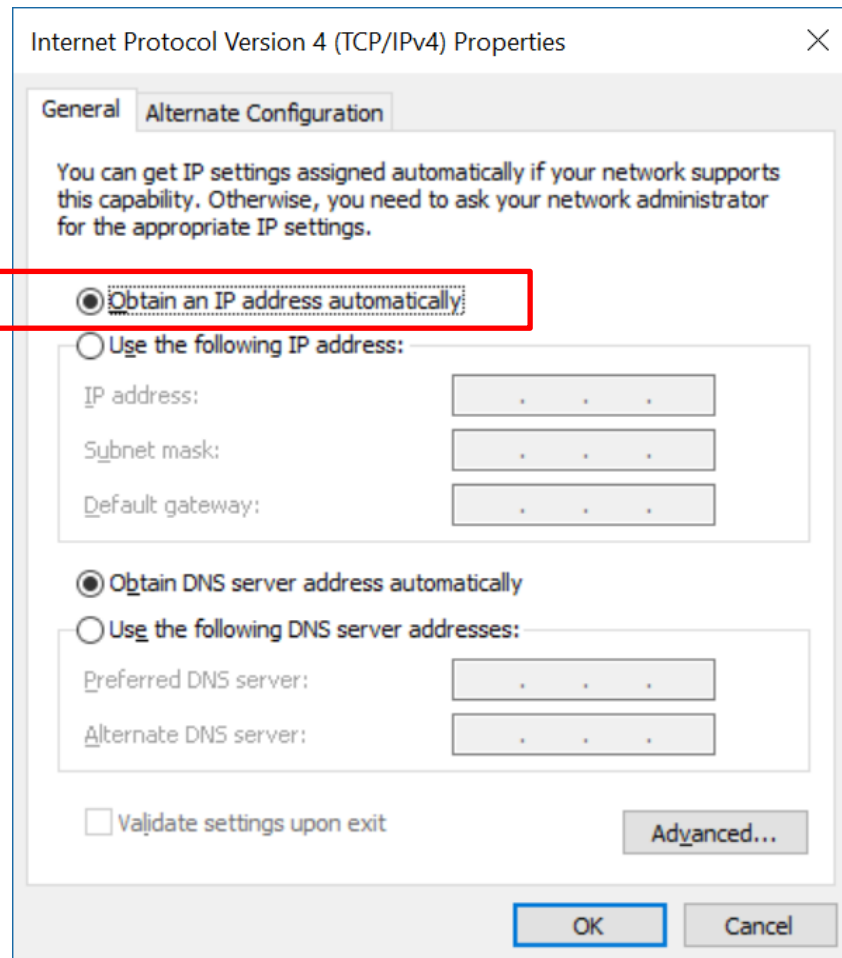 Internet Protocol Version 4 (TCP/IPv4) Properties
General
Alternate Configuration
You can get IP settings assigned automatically if your network supports
this capability. Otherwise, you need to ask your network administrator
for the appropriate IP settings.
Obtain an IP address automatically
Use the following IP address:
IP address:
. . .
Subnet mask:
. . .
Default gateway:
. . .
Obtain DNS server address automatically
Use the following DNS server addresses:
Preferred DNS server:
. . .
Alternate DNS server:
. . .
Validate settings upon exit
Advanced...
OK
Cancel